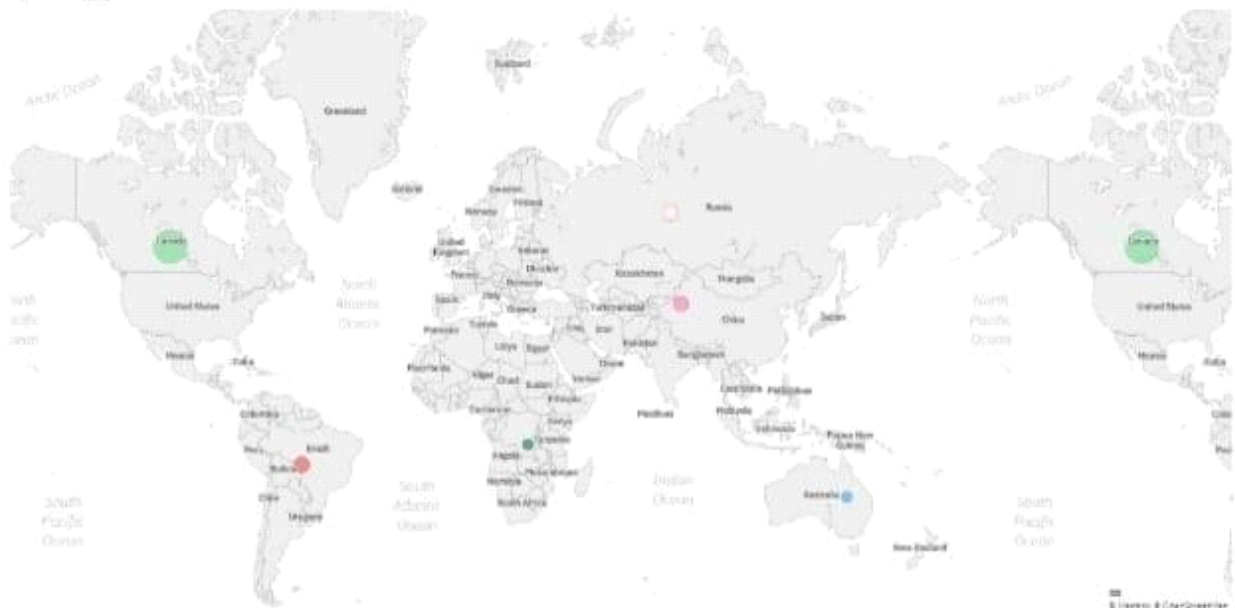 Svalbard
Arctic Ocean
Arctic Ocean
Greenland
Iceland
Sweden
Finland
Norway
Russia
Canada
Canada
United
Kingdom
Ukraine
Kazakhstan
Mongolia
North
Atlantic
Ocean
France
Romania
North
Pacific
Ocean
United States
Spain
Italy
Greece
Turkmenistan
China
Japan
United States
Tunisia
Iraq
Iran
Mexico
Cuba
Libya
Egypt
Pakistan
Bangladesh
Mexico
Cuba
Mauritania
Niger
Chad
Sudan
Yemen
Oman
Philippines
Colombia
Cameroon
Ethiopia
Kenya
Maldives
Malaysia
Indonesia
Papua New
Guinea
Peru
Brazil
Tanzania
Angola
Bolivia
Mozambique
Namibia
South
Atlantic
Ocean
Indian
Ocean
Australia
South Africa
Chile
Uruguay
South
Pacific
Ocean
South
Pacific
Ocean
New Zealand